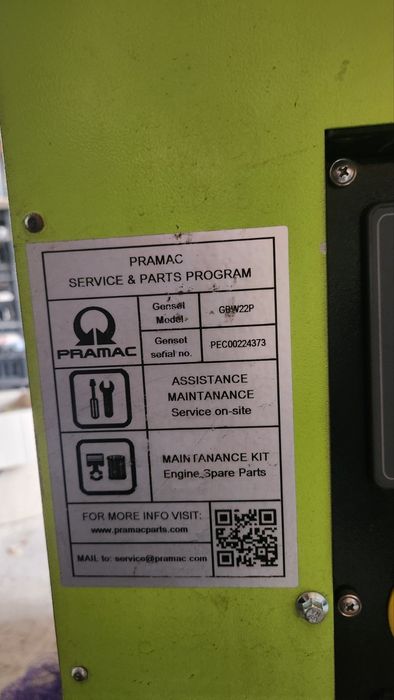 PRAMAC
SERVICE & PARTS PROGRAM
PRAMAC
Genset
Model
GBW22P
Genset
serial no.
PEC00224373
ASSISTANCE
MAINTANANCE
Service on-site
MAINTANANCE KIT
Engine Spare Parts
FOR MORE INFO VISIT:
www.pramacparts.com
MAIL to: service@pramac.com